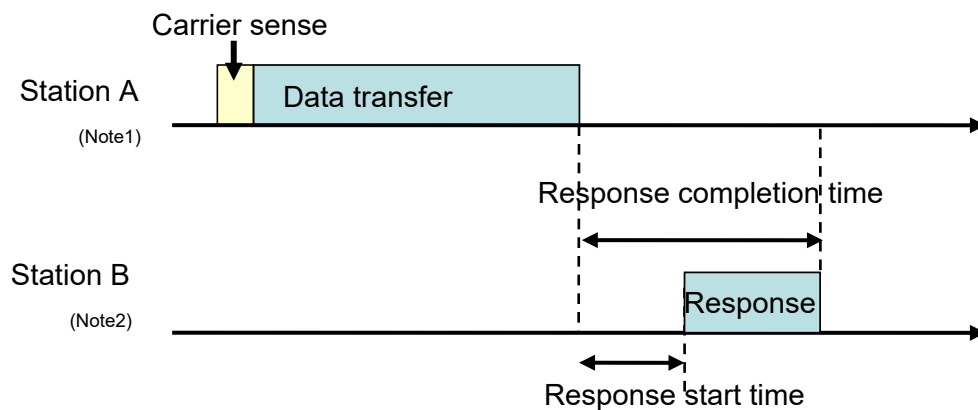 Carrier sense
Station A
Data transfer
(Note1)
Response completion time
Station B
Response
(Note2)
Response start time